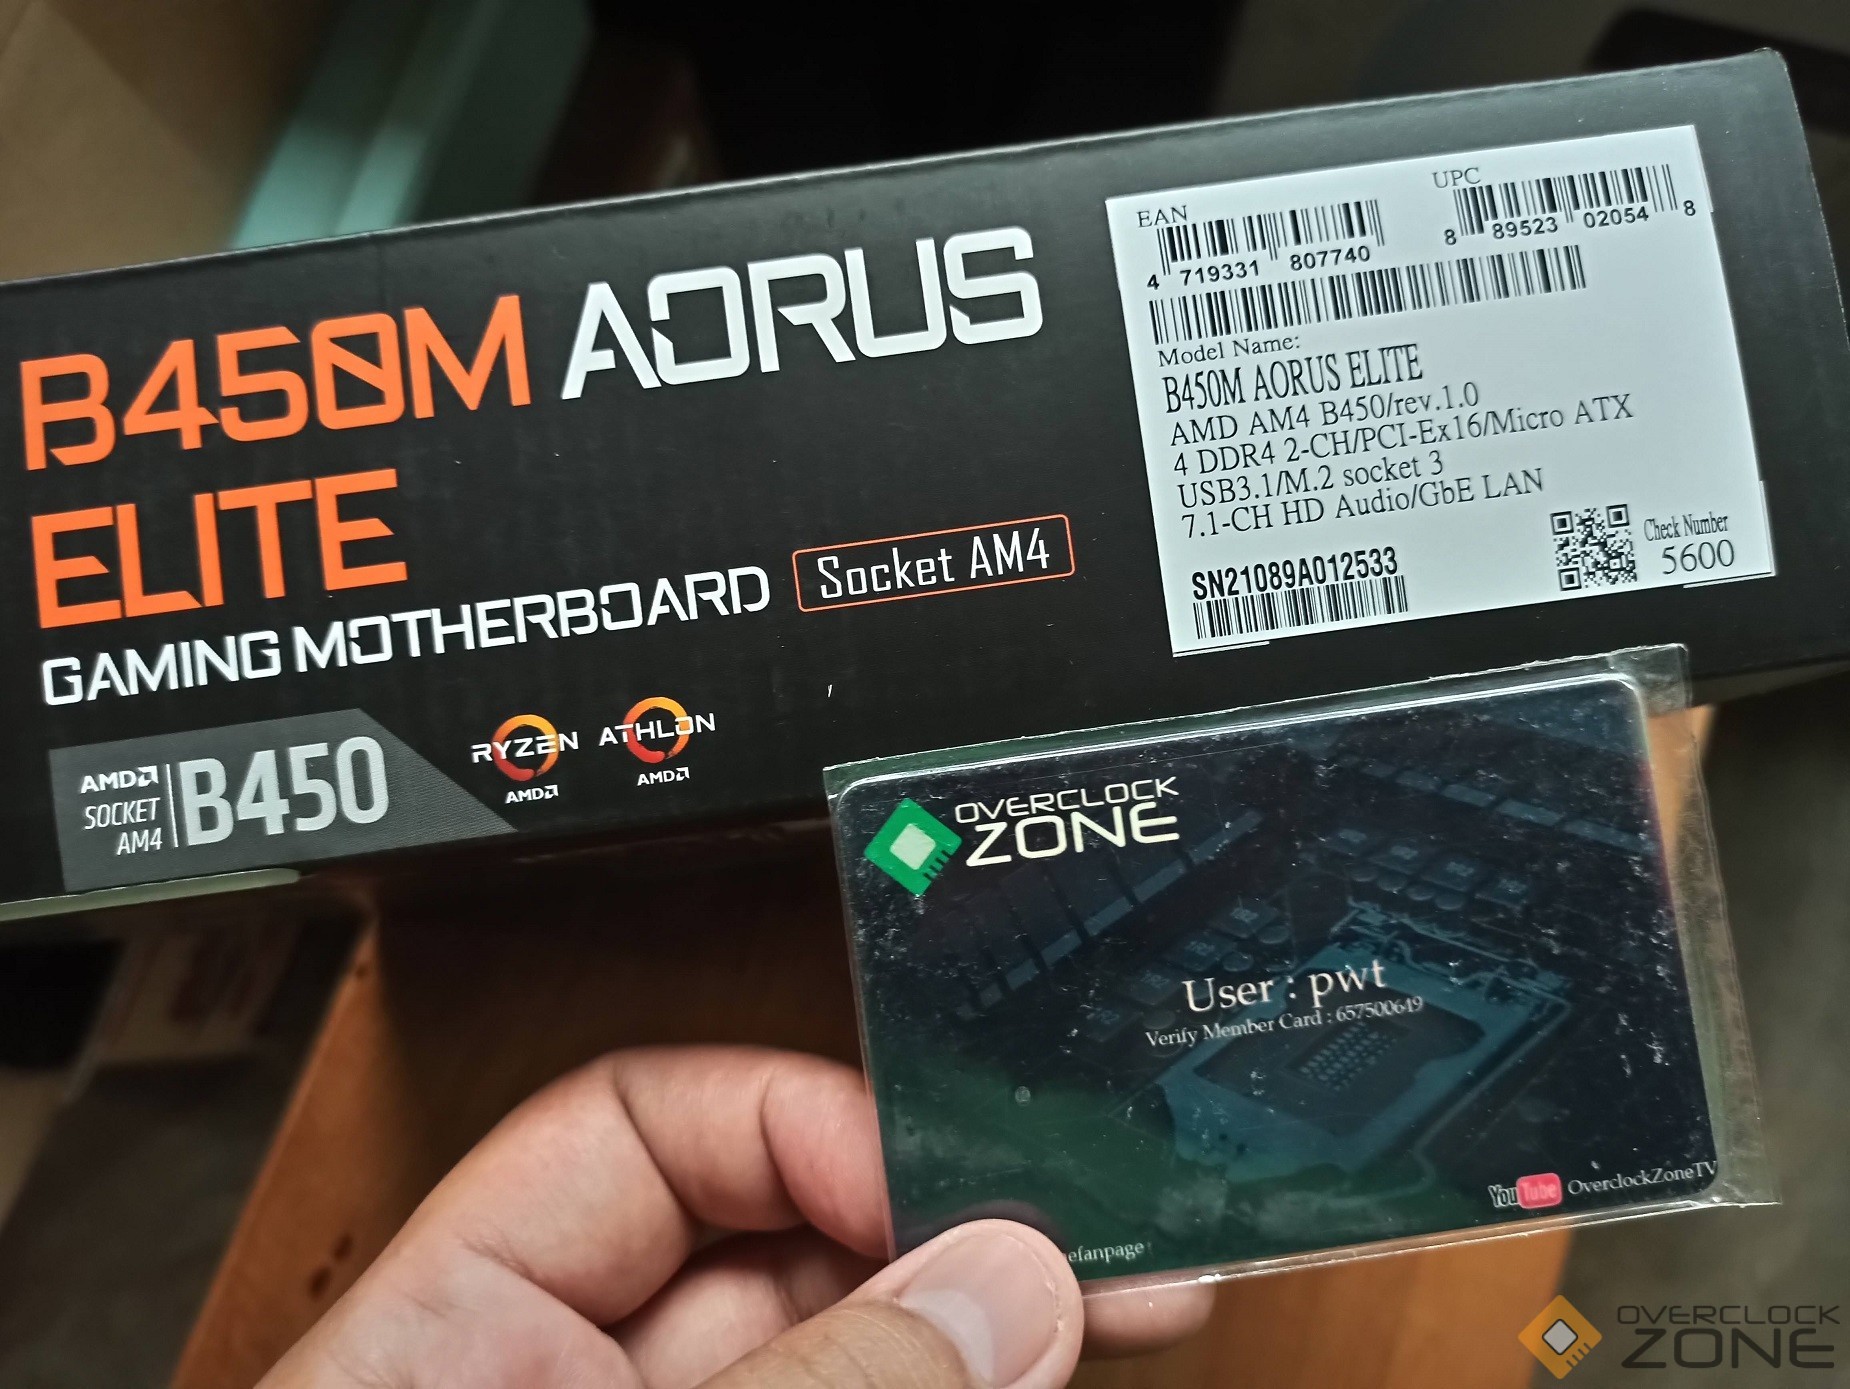 B450M AORUS
ELITE
GAMING MOTHERBOARD
Socket AM4
AMD
SOCKET
AM4
B450
RYZEN
AMD
ATHLON
AMD
EAN
4 719331 807740
UPC
8 89523 02054 8
Model Name:
B450M AORUS ELITE
AMD AM4 B450/rev.1.0
4 DDR4 2-CH/PCI-Ex16/Micro ATX
USB3.1/M.2 socket 3
7.1-CH HD Audio/GbE LAN
SN21089A012533
Check Number
5600
OVERCLOCK
ZONE
User : pwt
Verify Member Card : 657500649
YouTube OverclockZoneTV
efanpage
OVERCLOCK
ZONE